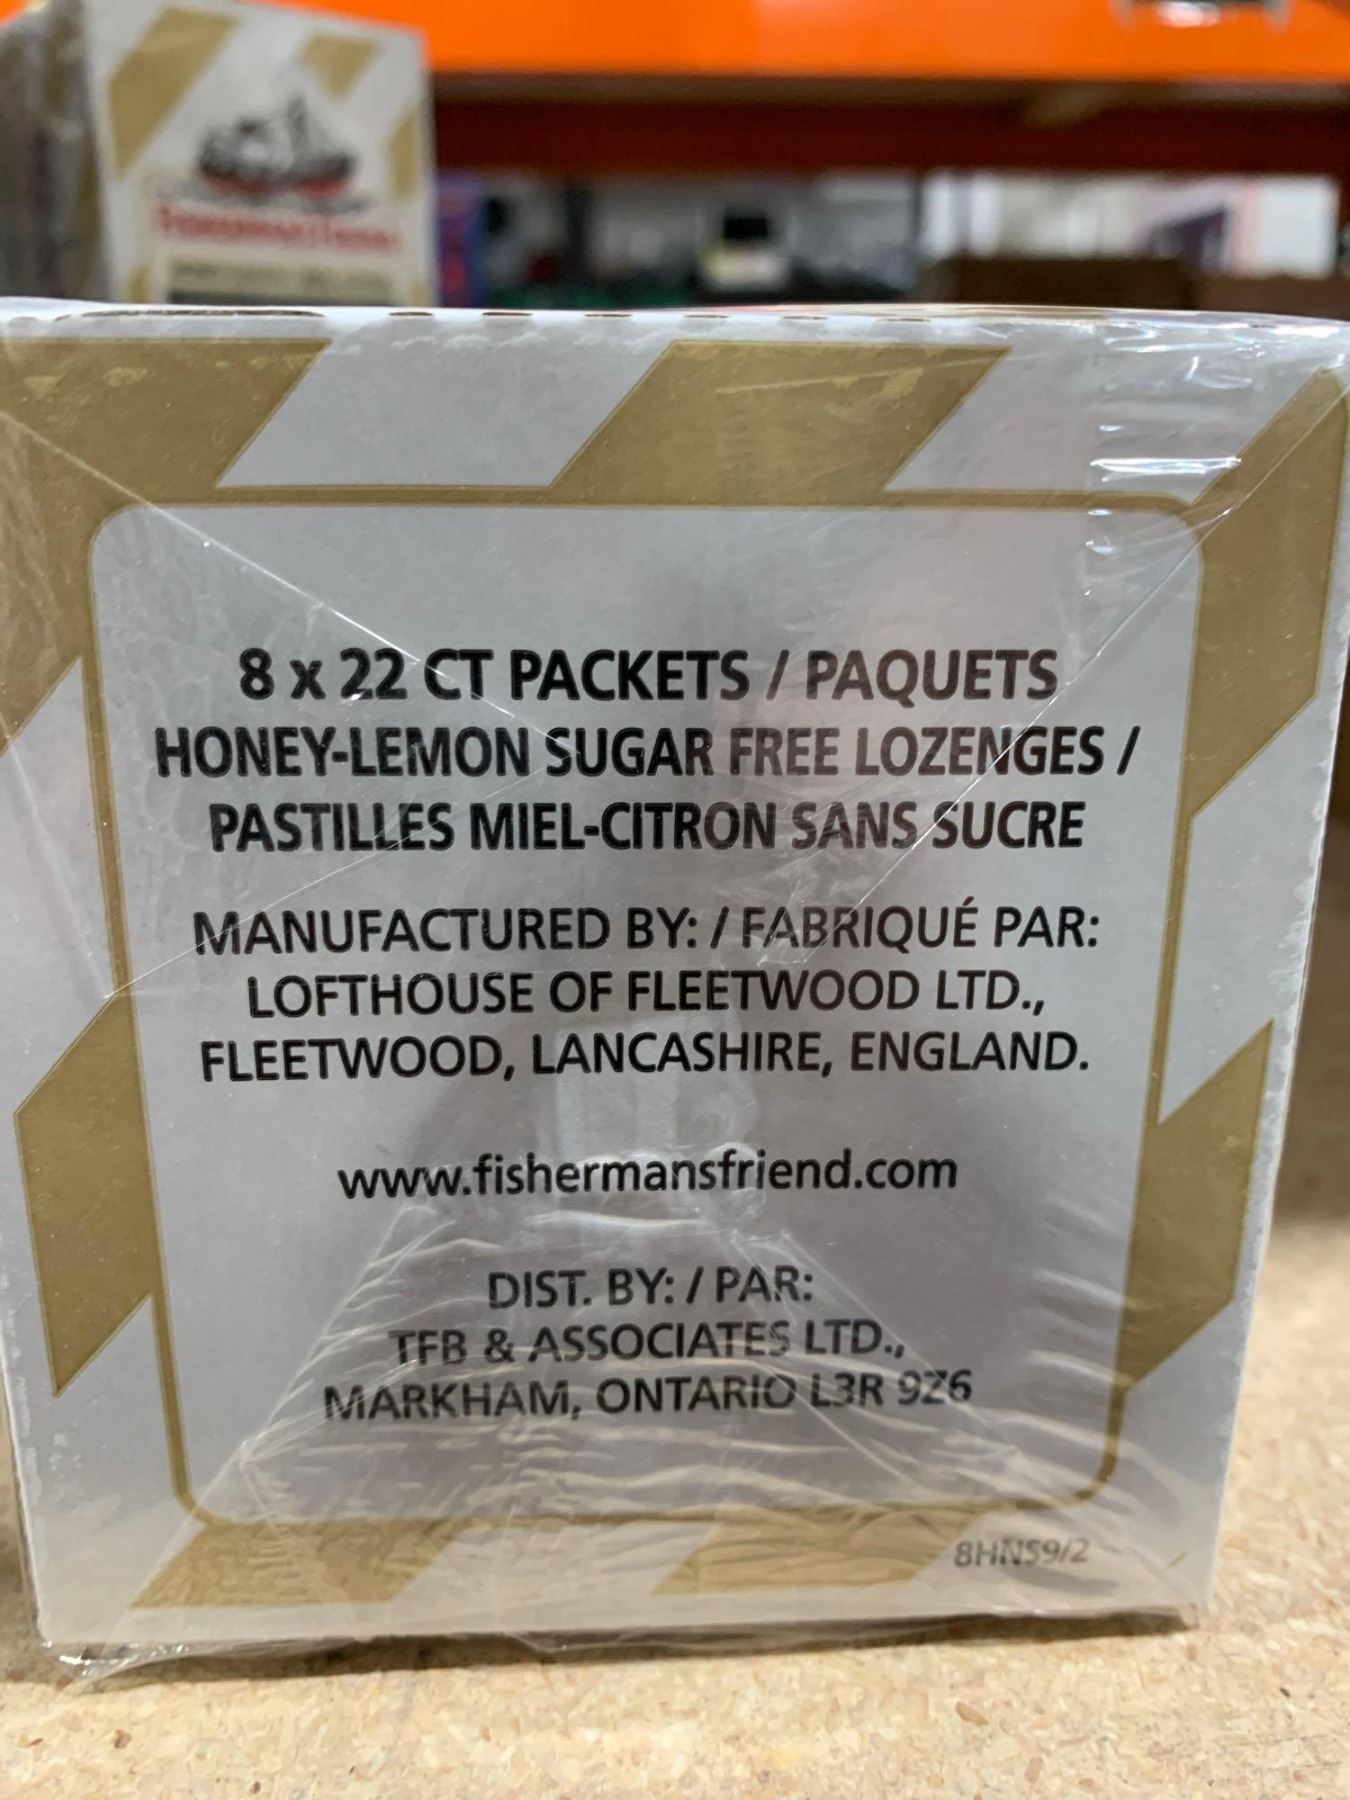 8 x 22 CT PACKETS / PAQUETS
HONEY-LEMON SUGAR FREE LOZENGES /
PASTILLES MIEL-CITRON SANS SUCRE
MANUFACTURED BY: / FABRIQUÉ PAR:
LOFTHOUSE OF FLEETWOOD LTD.,
FLEETWOOD, LANCASHIRE, ENGLAND.
www.fishermansfriend.com
DIST. BY: / PAR:
TFB & ASSOCIATES LTD.,
MARKHAM, ONTARIO L3R 9Z6
8HNS9/2